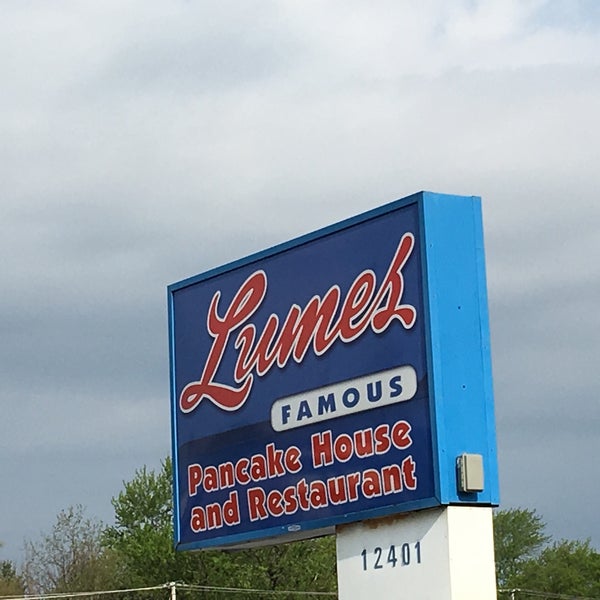 Lumes
FAMOUS
Pancake House
and Restaurant
12401